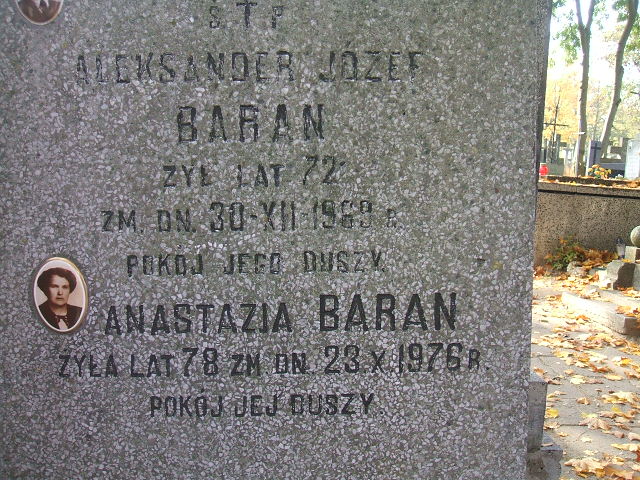 Ś.T.P.
ALEKSANDER JÓZEF
BARAN
ŻYŁ LAT 72
ZM. DN. 30-XII-1969 R.
POKÓJ JEGO DUSZY.
ANASTAZIA BARAN
ŻYŁA LAT 78 ZM DN. 23.X.1976 R.
POKÓJ JEJ DUSZY.